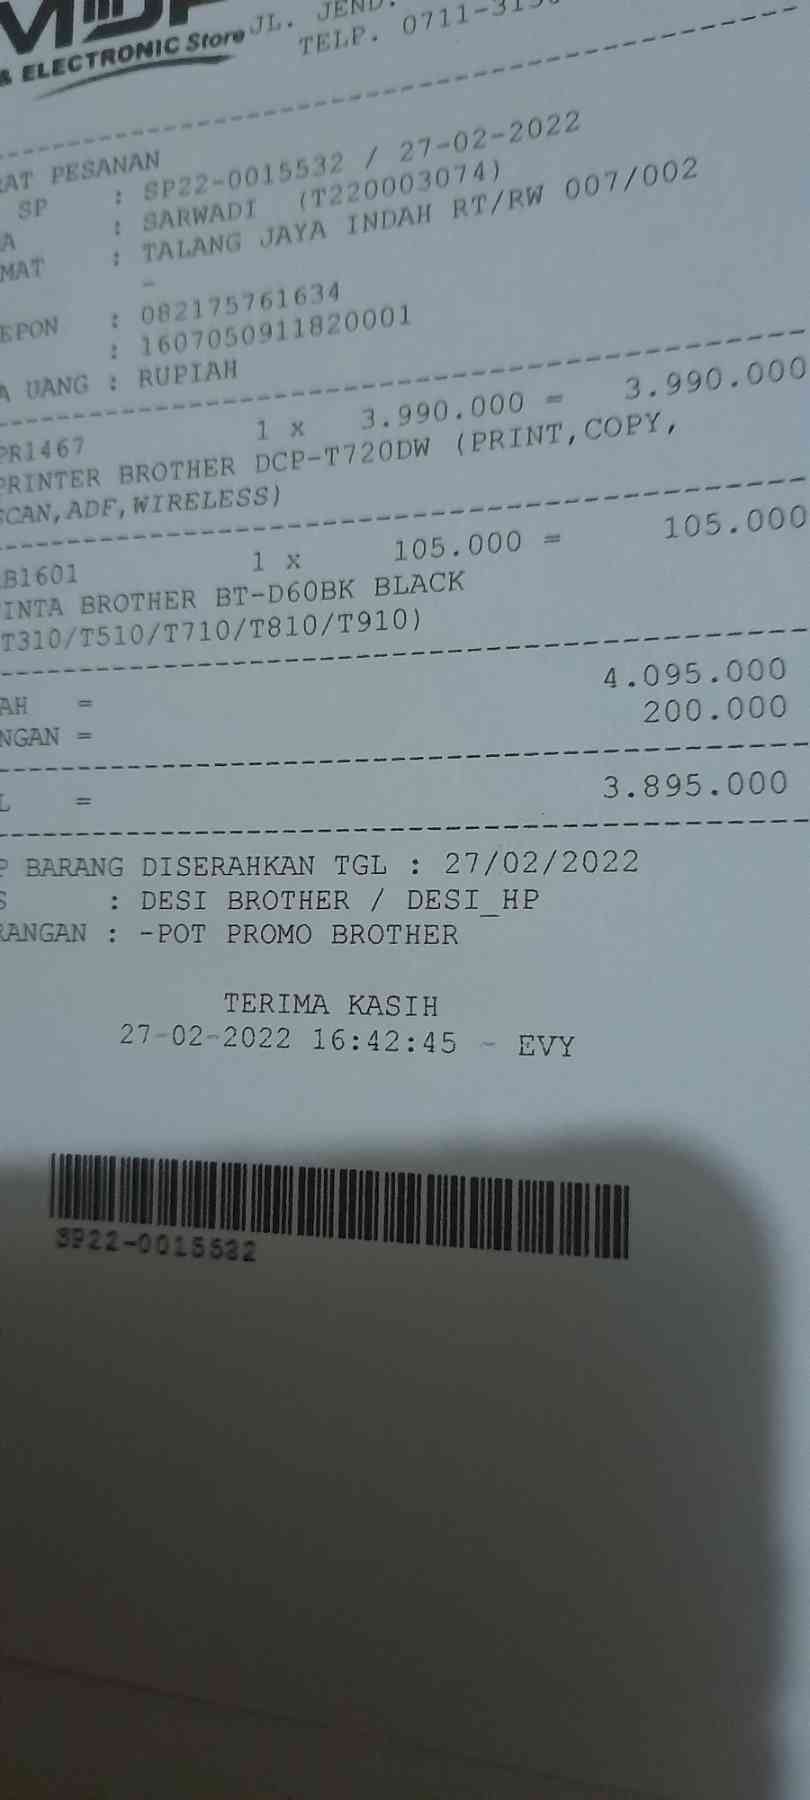 & ELECTRONIC Store
JL. JEND.
TELP. 0711-
PESANAN
SP : SP22-0015532 / 27-02-2022
: SARWADI (T220003074)
: TALANG JAYA INDAH RT/RW 007/002
-
EPON : 082175761634
: 1607050911820001
A UANG : RUPIAH
PR1467 1 x 3.990.000 = 3.990.000
PRINTER BROTHER DCP-T720DW (PRINT,COPY,
SCAN,ADF,WIRELESS)
B1601 1 x 105.000 = 105.000
TINTA BROTHER BT-D60BK BLACK
T310/T510/T710/T810/T910)
AH = 4.095.000
NGAN = 200.000
L = 3.895.000
P BARANG DISERAHKAN TGL : 27/02/2022
S : DESI BROTHER / DESI_HP
RANGAN : -POT PROMO BROTHER
TERIMA KASIH
27-02-2022 16:42:45 - EVY
SP22-0015532